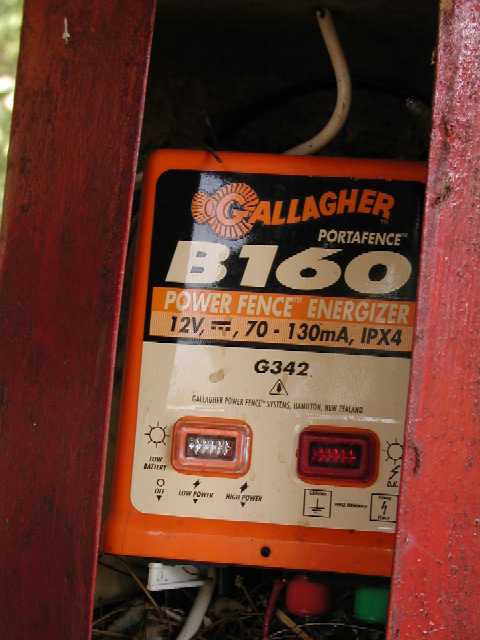 GALLAGHER
PORTAFENCE™
B160
POWER FENCE™ ENERGIZER
12V, 70 - 130mA, IPX4
G342
GALLAGHER POWER FENCE™ SYSTEMS, HAMILTON, NEW ZEALAND
LOW
BATTERY
OFF
LOW POWER
HIGH POWER
O.K.